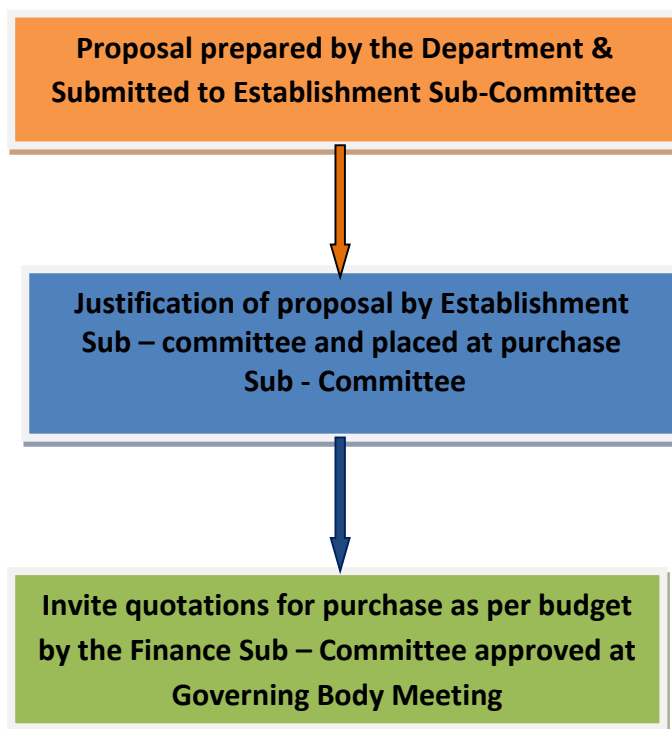 Proposal prepared by the Department &
Submitted to Establishment Sub-Committee
Justification of proposal by Establishment
Sub – committee and placed at purchase
Sub - Committee
Invite quotations for purchase as per budget
by the Finance Sub – Committee approved at
Governing Body Meeting